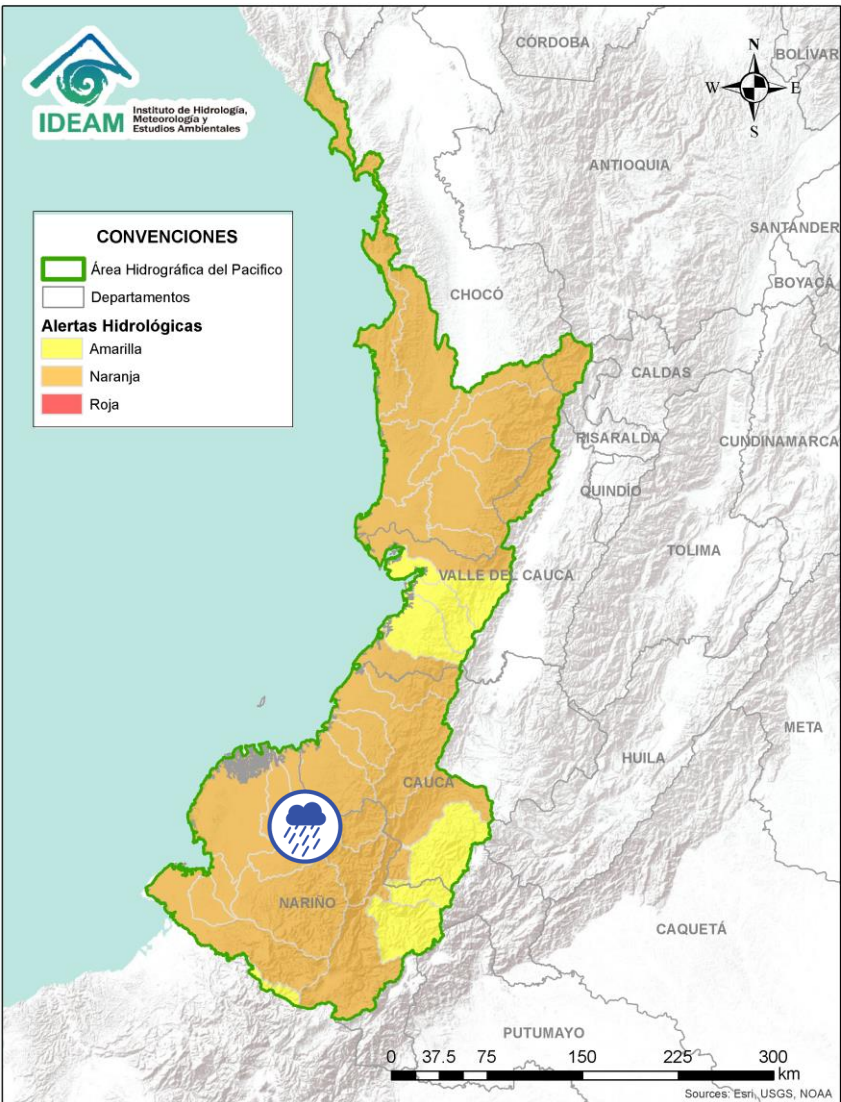 IDEAM
Instituto de Hidrología,
Meteorología y
Estudios Ambientales
CÓRDOBA
BOLIVAR
N
W
E
S
ANTIOQUIA
SANTANDER
BOYACÁ
CONVENCIONES
Área Hidrográfica del Pacifico
Departamentos
Alertas Hidrológicas
Amarilla
Naranja
Roja
CHOCÓ
CALDAS
RISARALDA
CUNDINAMARCA
QUINDÍO
TOLIMA
VALLE DEL CAUCA
META
HUILA
CAUCA
NARIÑO
CAQUETÁ
PUTUMAYO
0 37.5 75 150 225 300
km
Sources: Esri, USGS, NOAA